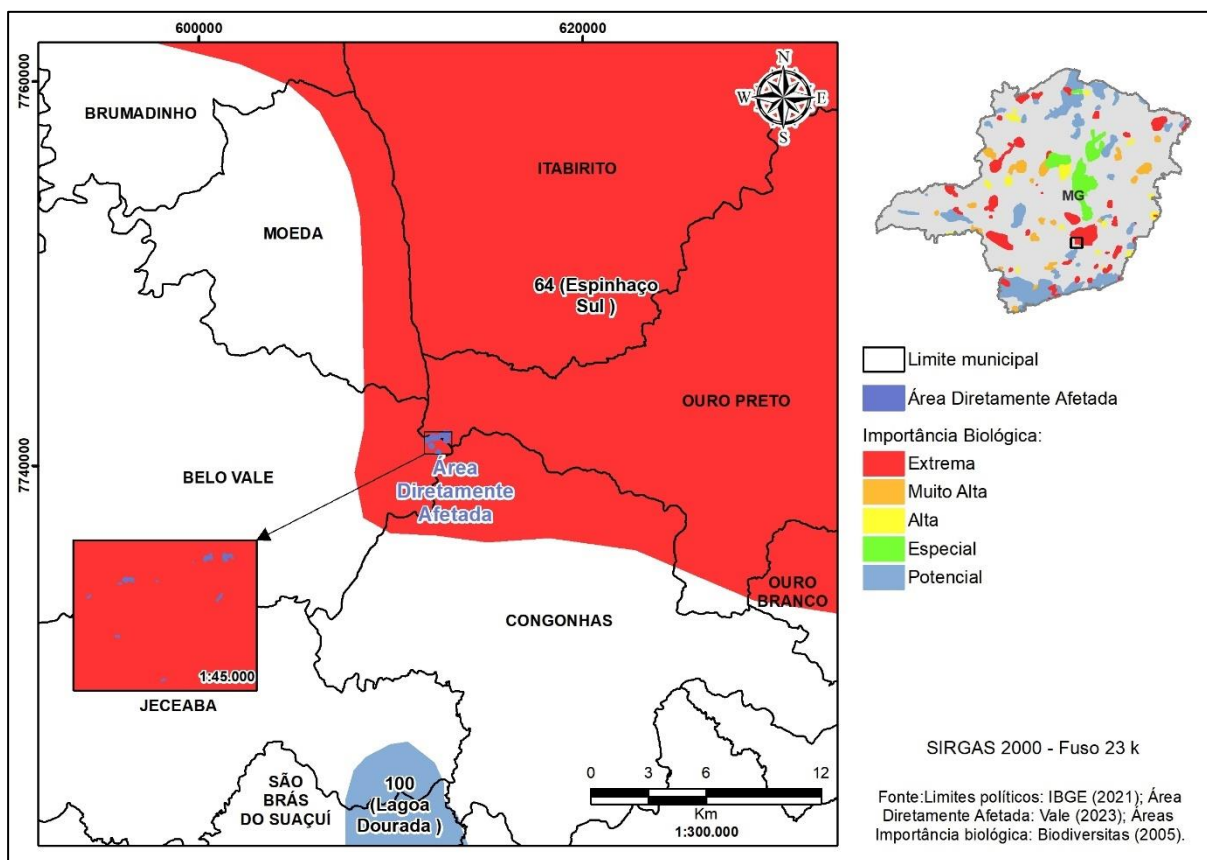 600000
620000
7760000
7740000
N
W
E
S
BRUMADINHO
ITABIRITO
MOEDA
64 (Espinhaço
Sul )
OURO PRETO
BELO VALE
Área
Diretamente
Afetada
OURO
BRANCO
CONGONHAS
1:45.000
JECEABA
SÃO
BRÁS
DO SUAÇUÍ
100
(Lagoa
Dourada )
0 3 6 12
Km
1:300.000
MG
Limite municipal
Área Diretamente Afetada
Importância Biológica:
Extrema
Muito Alta
Alta
Especial
Potencial
SIRGAS 2000 - Fuso 23 k
Fonte:Limites políticos: IBGE (2021); Área
Diretamente Afetada: Vale (2023); Áreas
Importância biológica: Biodiversitas (2005).